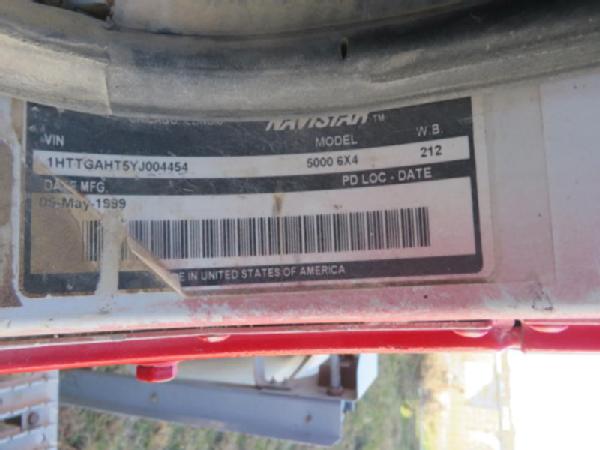 NAVISTAR™
VIN MODEL W.B.
1HTTGAHT5YJ004454 5000 6X4 212
DATE MFG. PD LOC - DATE
05-May-1999
IN UNITED STATES OF AMERICA